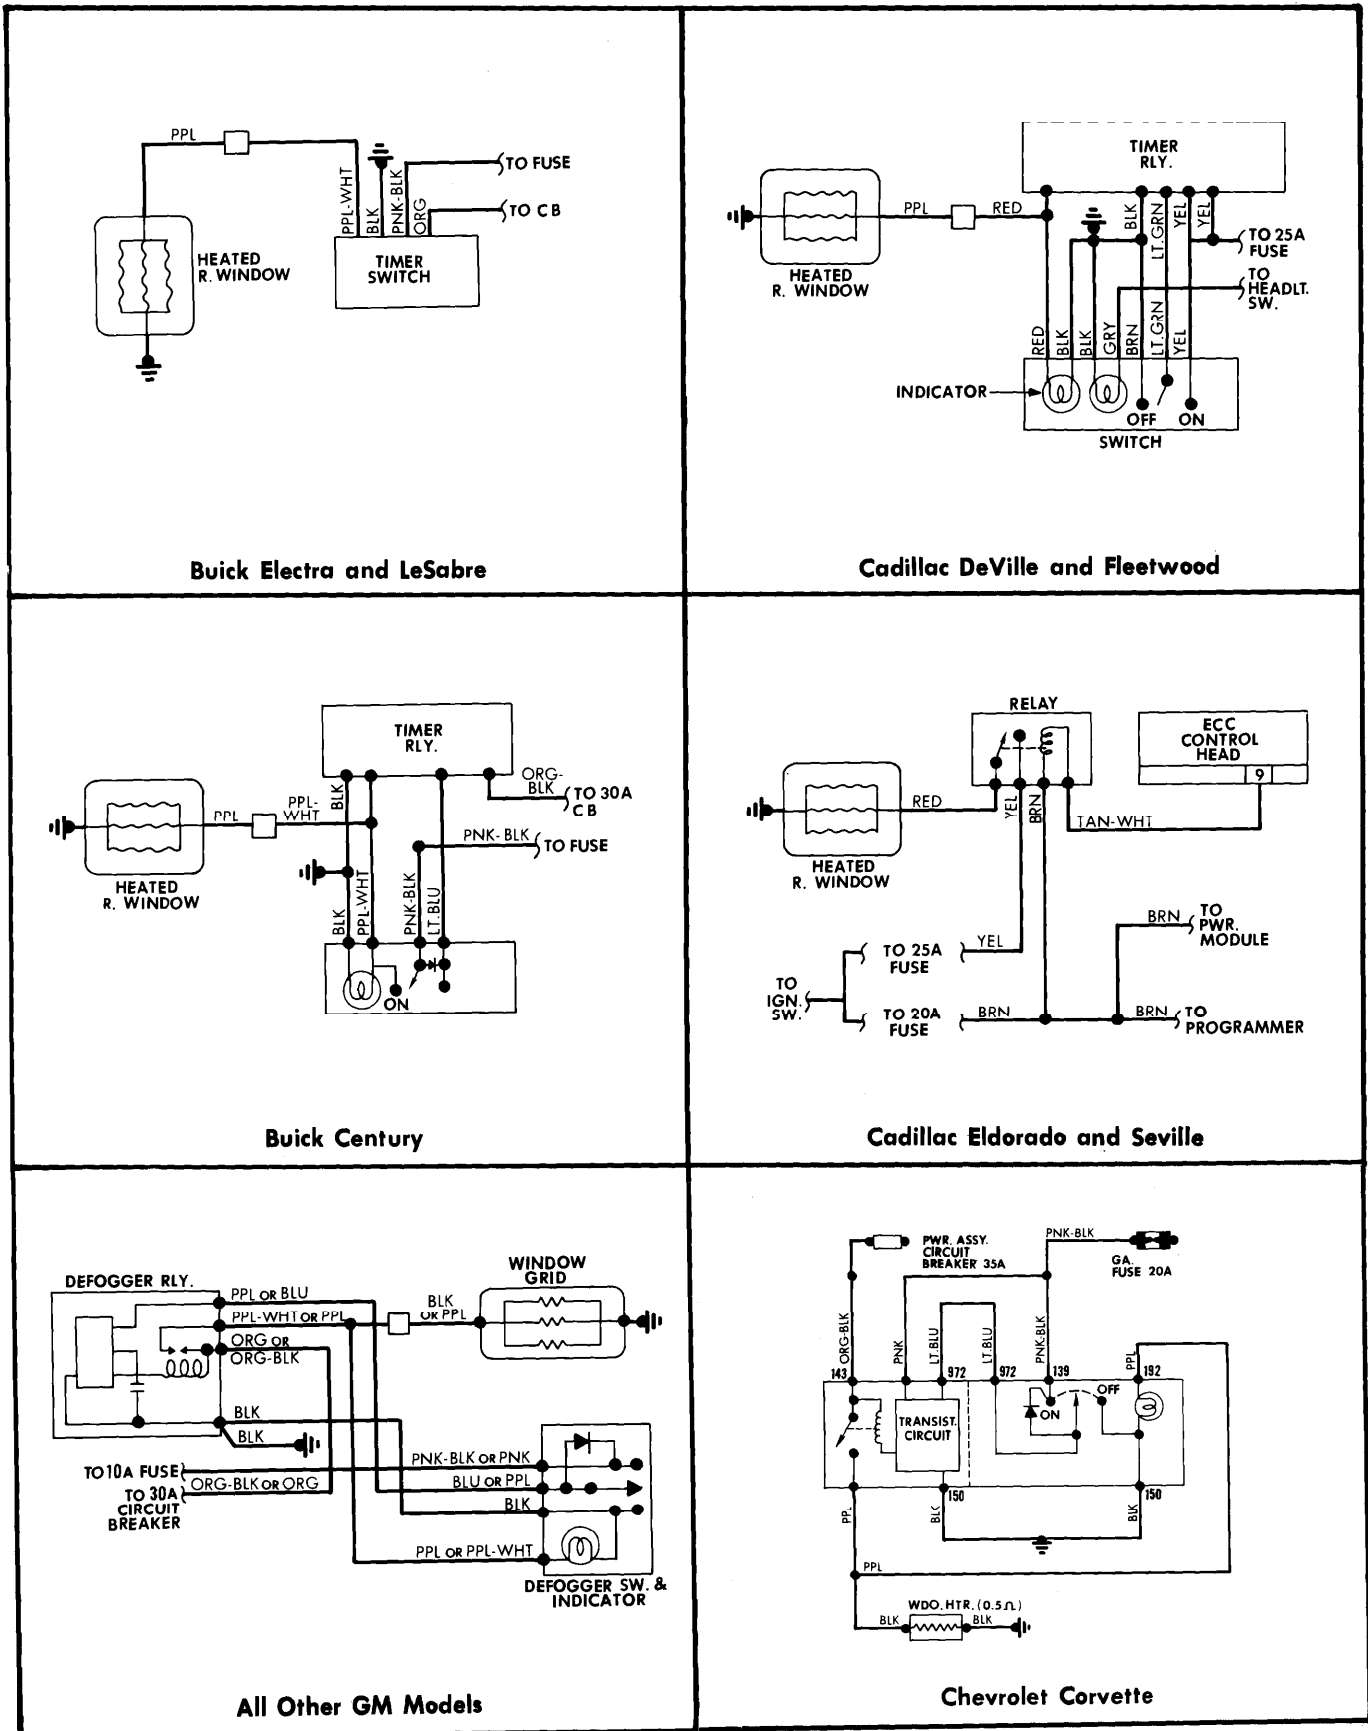 PPL
PPL-WHT
BLK
PNK-BLK
ORG
TO FUSE
TO CB
HEATED
R. WINDOW
TIMER
SWITCH
Buick Electra and LeSabre
TIMER
RLY.
PPL
RED
BLK
LT.GRN
YEL
YEL
TO 25A
FUSE
TO
HEADLT.
SW.
HEATED
R. WINDOW
RED
BLK
BLK
GRY
BRN
LT.GRN
YEL
INDICATOR
OFF
ON
SWITCH
Cadillac DeVille and Fleetwood
TIMER
RLY.
BLK
ORG-
BLK
TO 30A
CB
PPL
PPL-
WHT
PNK-BLK
TO FUSE
HEATED
R. WINDOW
BLK
PPL-WHT
PNK-BLK
LT.BLU
ON
Buick Century
RELAY
ECC
CONTROL
HEAD
9
RED
YEL
BRN
TAN-WHT
HEATED
R. WINDOW
BRN
TO
PWR.
MODULE
YEL
TO 25A
FUSE
TO
IGN.
SW.
TO 20A
FUSE
BRN
BRN
TO
PROGRAMMER
Cadillac Eldorado and Seville
DEFOGGER RLY.
PPL OR BLU
PPL-WHT OR PPL
ORG OR
ORG-BLK
BLK
BLK
BLK
OR PPL
WINDOW
GRID
TO 10A FUSE
ORG-BLK OR ORG
TO 30A
CIRCUIT
BREAKER
PNK-BLK OR PNK
BLU OR PPL
BLK
PPL OR PPL-WHT
DEFOGGER SW. &
INDICATOR
All Other GM Models
PWR. ASSY.
CIRCUIT
BREAKER 35A
PNK-BLK
GA.
FUSE 20A
ORG-BLK
PNK
LT.BLU
LT.BLU
PNK-BLK
PPL
143
972
972
139
192
OFF
ON
TRANSIST.
CIRCUIT
150
150
PPL
BLK
BLK
PPL
WDO. HTR. (0.5Ω)
BLK
BLK
Chevrolet Corvette